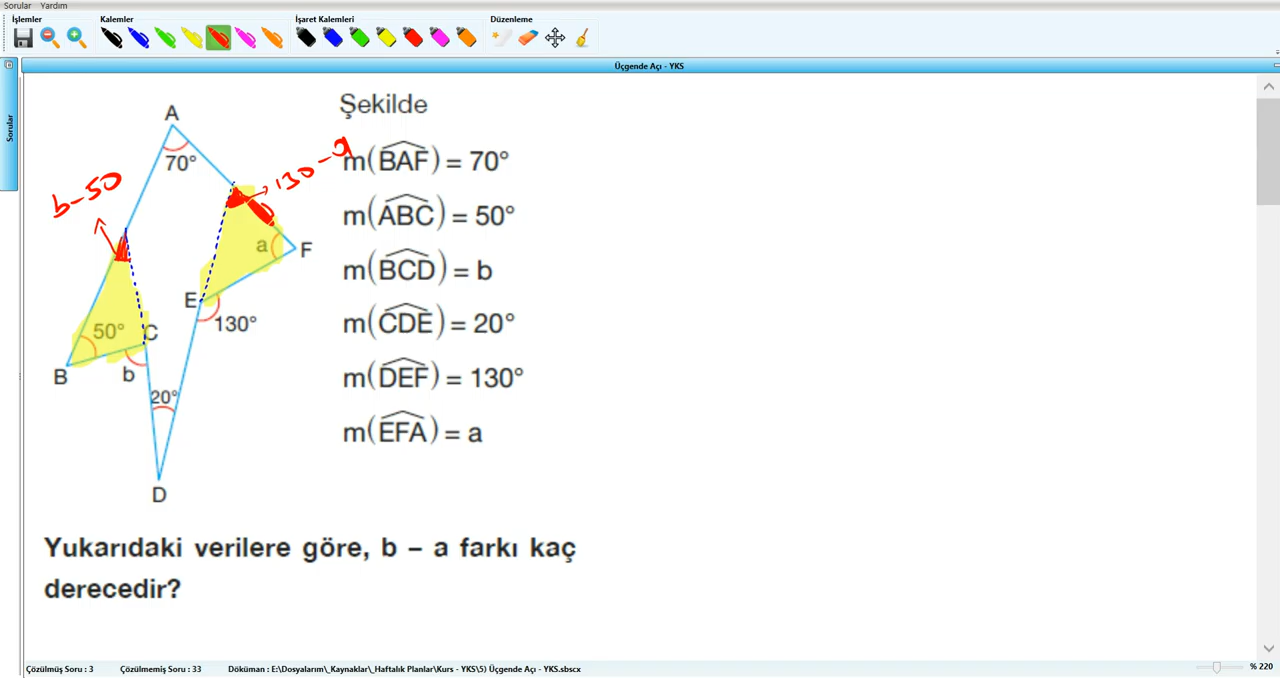 Sorular Yardım
İşlemler Kalemler İşaret Kalemleri Düzenleme
Üçgende Açı - YKS
Sorular
A
70°
b-50
130-a
a
F
E
130°
50°
C
B
b
20°
D
Şekilde
m(BAF) = 70°
m(ABC) = 50°
m(BCD) = b
m(CDE) = 20°
m(DEF) = 130°
m(EFA) = a
Yukarıdaki verilere göre, b – a farkı kaç
derecedir?
Çözülmüş Soru : 3 Çözülmemiş Soru : 33 Döküman : E:\Dosyalarım\_Kaynaklar\_Haftalık Planlar\Kurs - YKS\5) Üçgende Açı - YKS.sbscx % 220